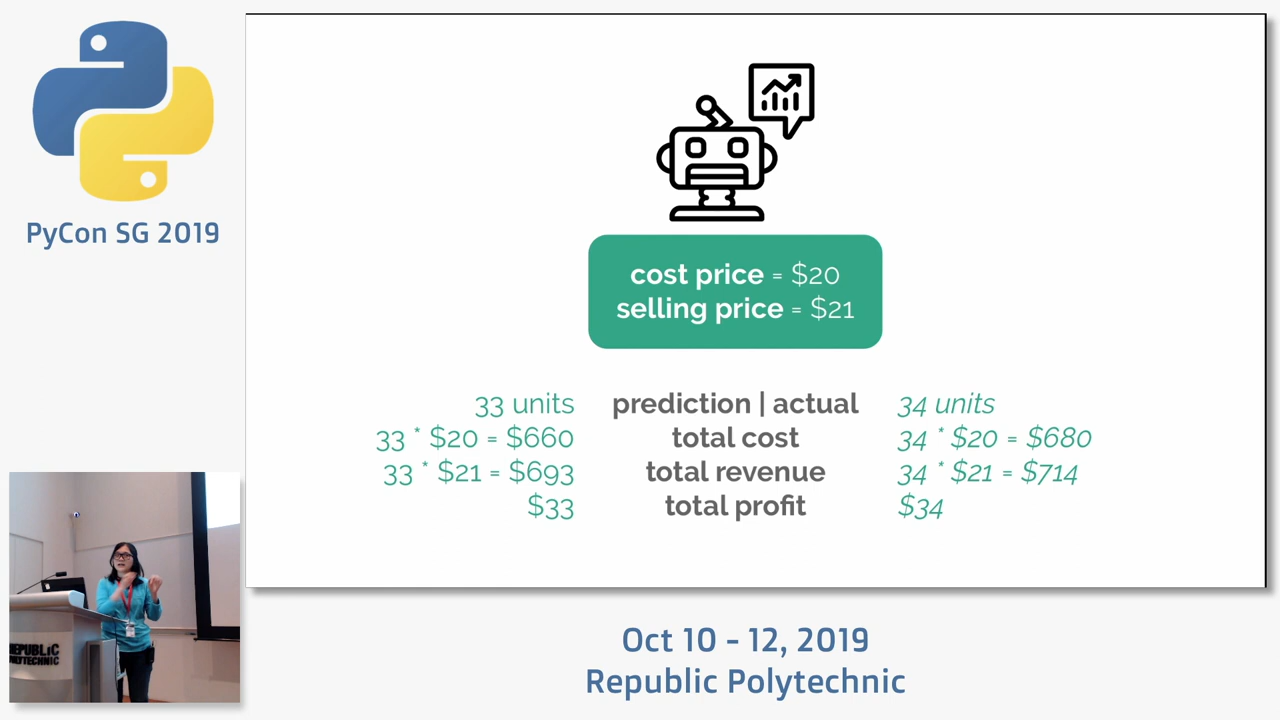 PyCon SG 2019
cost price = $20
selling price = $21
33 units prediction | actual 34 units
33 * $20 = $660 total cost 34 * $20 = $680
33 * $21 = $693 total revenue 34 * $21 = $714
$33 total profit $34
REPUBLIC
POLYTECHNIC
Oct 10 - 12, 2019
Republic Polytechnic